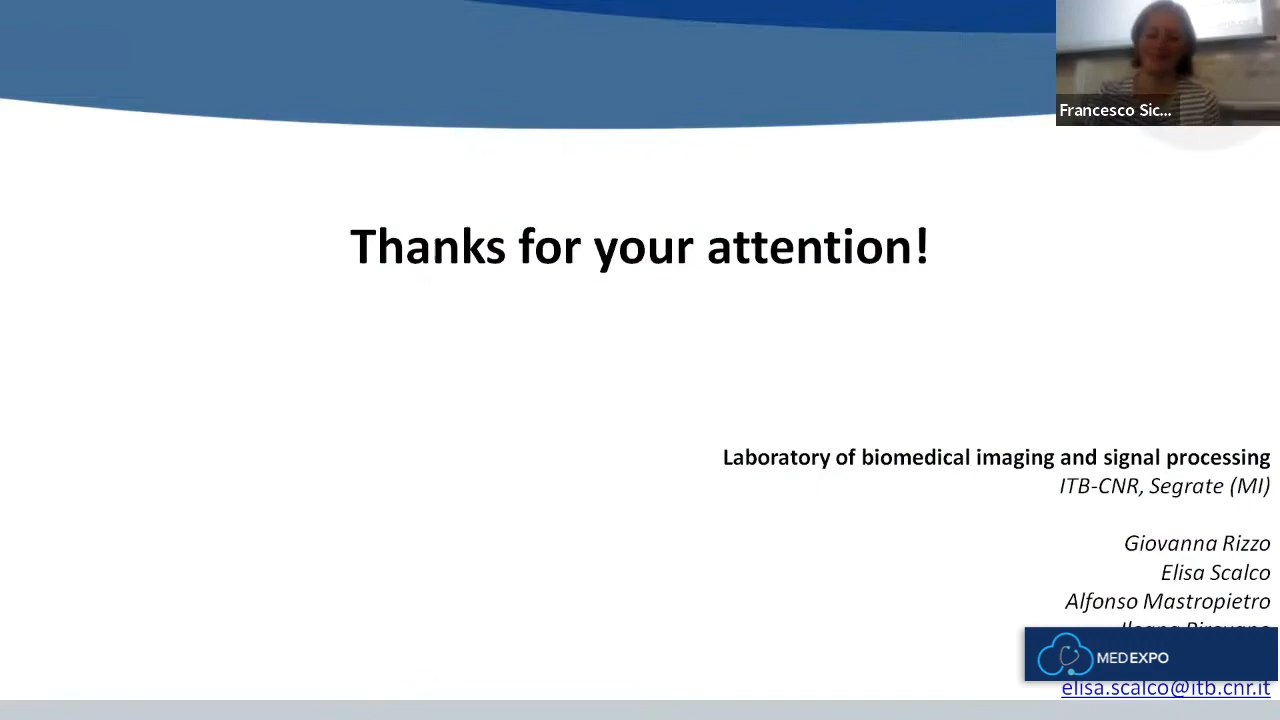 Francesco Sic...
Thanks for your attention!
Laboratory of biomedical imaging and signal processing
ITB-CNR, Segrate (MI)
Giovanna Rizzo
Elisa Scalco
Alfonso Mastropietro
MEDEXPO
elisa.scalco@itb.cnr.it